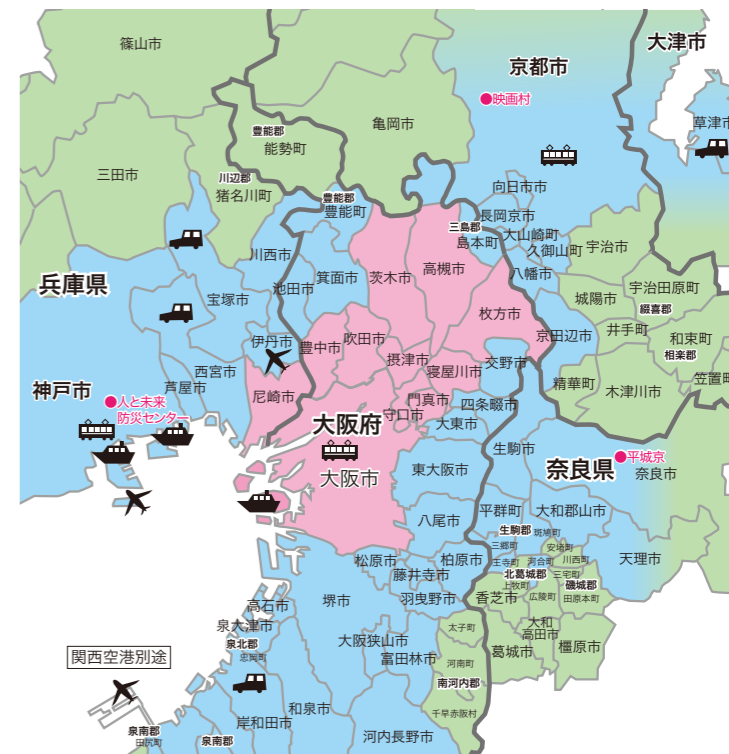 篠山市
京都市
大津市
●映画村
亀岡市
草津市
豊能郡
能勢町
三田市
川辺郡
猪名川町
豊能郡
豊能町
向日市市
長岡京市
三島郡
島本町
大山崎町
久御山町
宇治市
川西市
箕面市
茨木市
高槻市
八幡市
兵庫県
池田市
宝塚市
枚方市
城陽市
宇治田原町
綴喜郡
伊丹市
豊中市
吹田市
摂津市
京田辺市
井手町
和束町
相楽郡
西宮市
芦屋市
寝屋川市
交野市
精華町
木津川市
笠置町
神戸市
●人と未来
防災センター
尼崎市
門真市
守口市
四条畷市
大東市
大阪府
大阪市
生駒市
奈良県
●平城京
奈良市
東大阪市
八尾市
平群町
大和郡山市
生駒郡
斑鳩町
三郷町
安堵町
松原市
柏原市
王寺町
河合町
川西町
天理市
藤井寺市
北葛城郡
上牧町
三宅町
磯城郡
高石市
堺市
羽曳野市
香芝市
広陵町
田原本町
泉大津市
太子町
大和
高田市
泉北郡
忠岡町
大阪狭山市
富田林市
葛城市
橿原市
関西空港別途
河南町
南河内郡
和泉市
岸和田市
千早赤阪村
泉南郡
田尻町
泉南郡
河内長野市